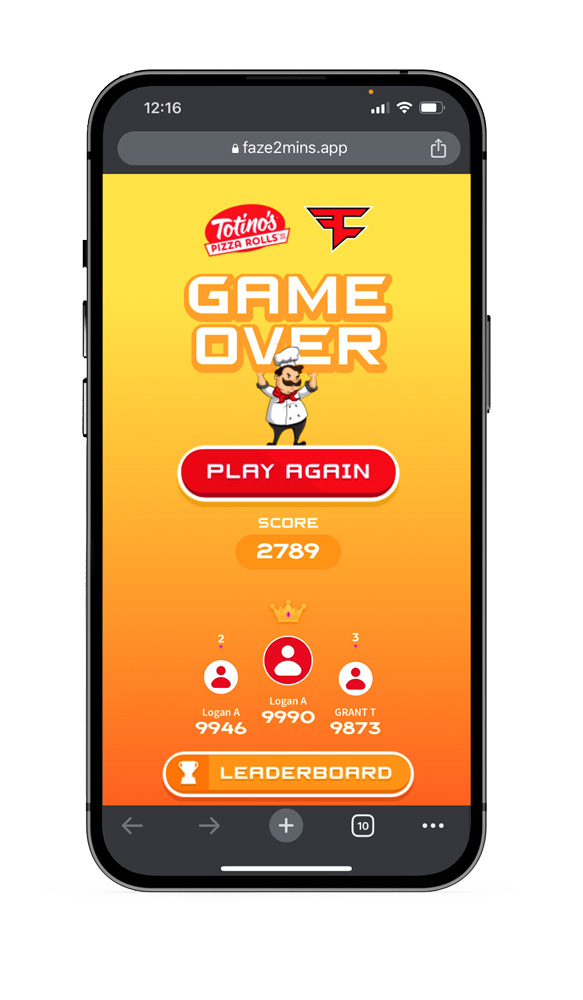 12:16
faze2mins.app
Totino's
PIZZA ROLLS
GAME
OVER
PLAY AGAIN
SCORE
2789
2
3
Logan A
Logan A
GRANT T
9946
9990
9873
LEADERBOARD
10